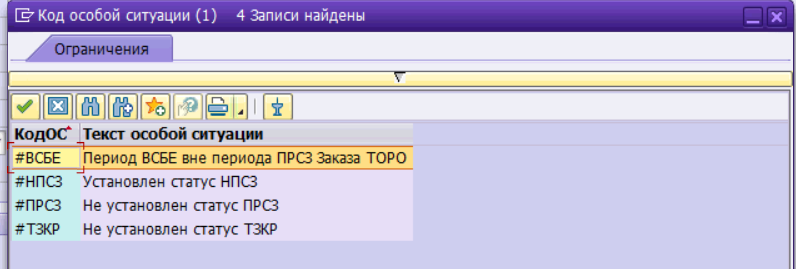 Код особой ситуации (1) 4 Записи найдены
Ограничения
КодОС Текст особой ситуации
#ВСБЕ Период ВСБЕ вне периода ПРСЗ Заказа ТОРО
#НПСЗ Установлен статус НПСЗ
#ПРСЗ Не установлен статус ПРСЗ
#ТЗКР Не установлен статус ТЗКР